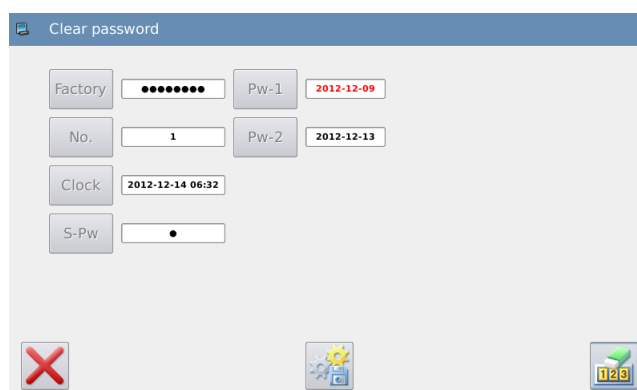 Clear password
Factory ●●●●●●●● Pw-1 2012-12-09
No. 1 Pw-2 2012-12-13
Clock 2012-12-14 06:32
S-Pw ●
123